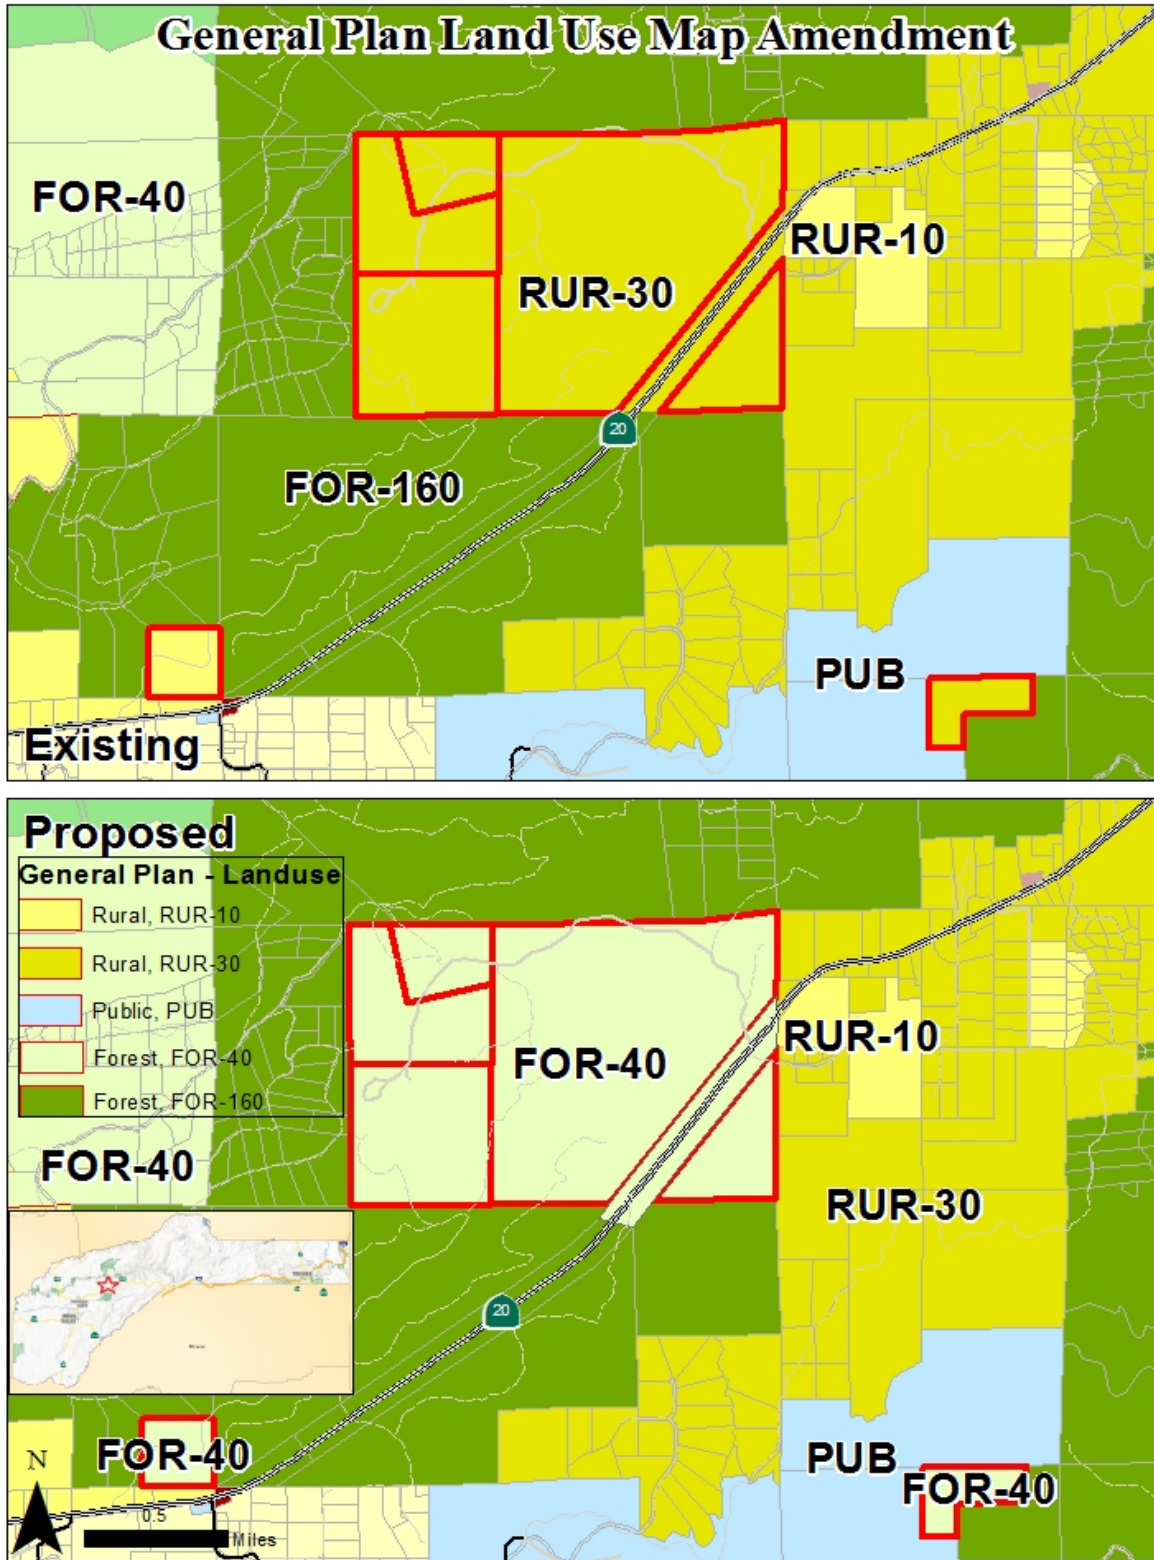 General Plan Land Use Map Amendment
FOR-40
RUR-10
RUR-30
20
FOR-160
PUB
Existing
Proposed
General Plan - Landuse
Rural, RUR-10
Rural, RUR-30
Public, PUB
Forest, FOR-40
Forest, FOR-160
RUR-10
FOR-40
FOR-40
RUR-30
20
FOR-40
PUB
FOR-40
N
0.5
Miles